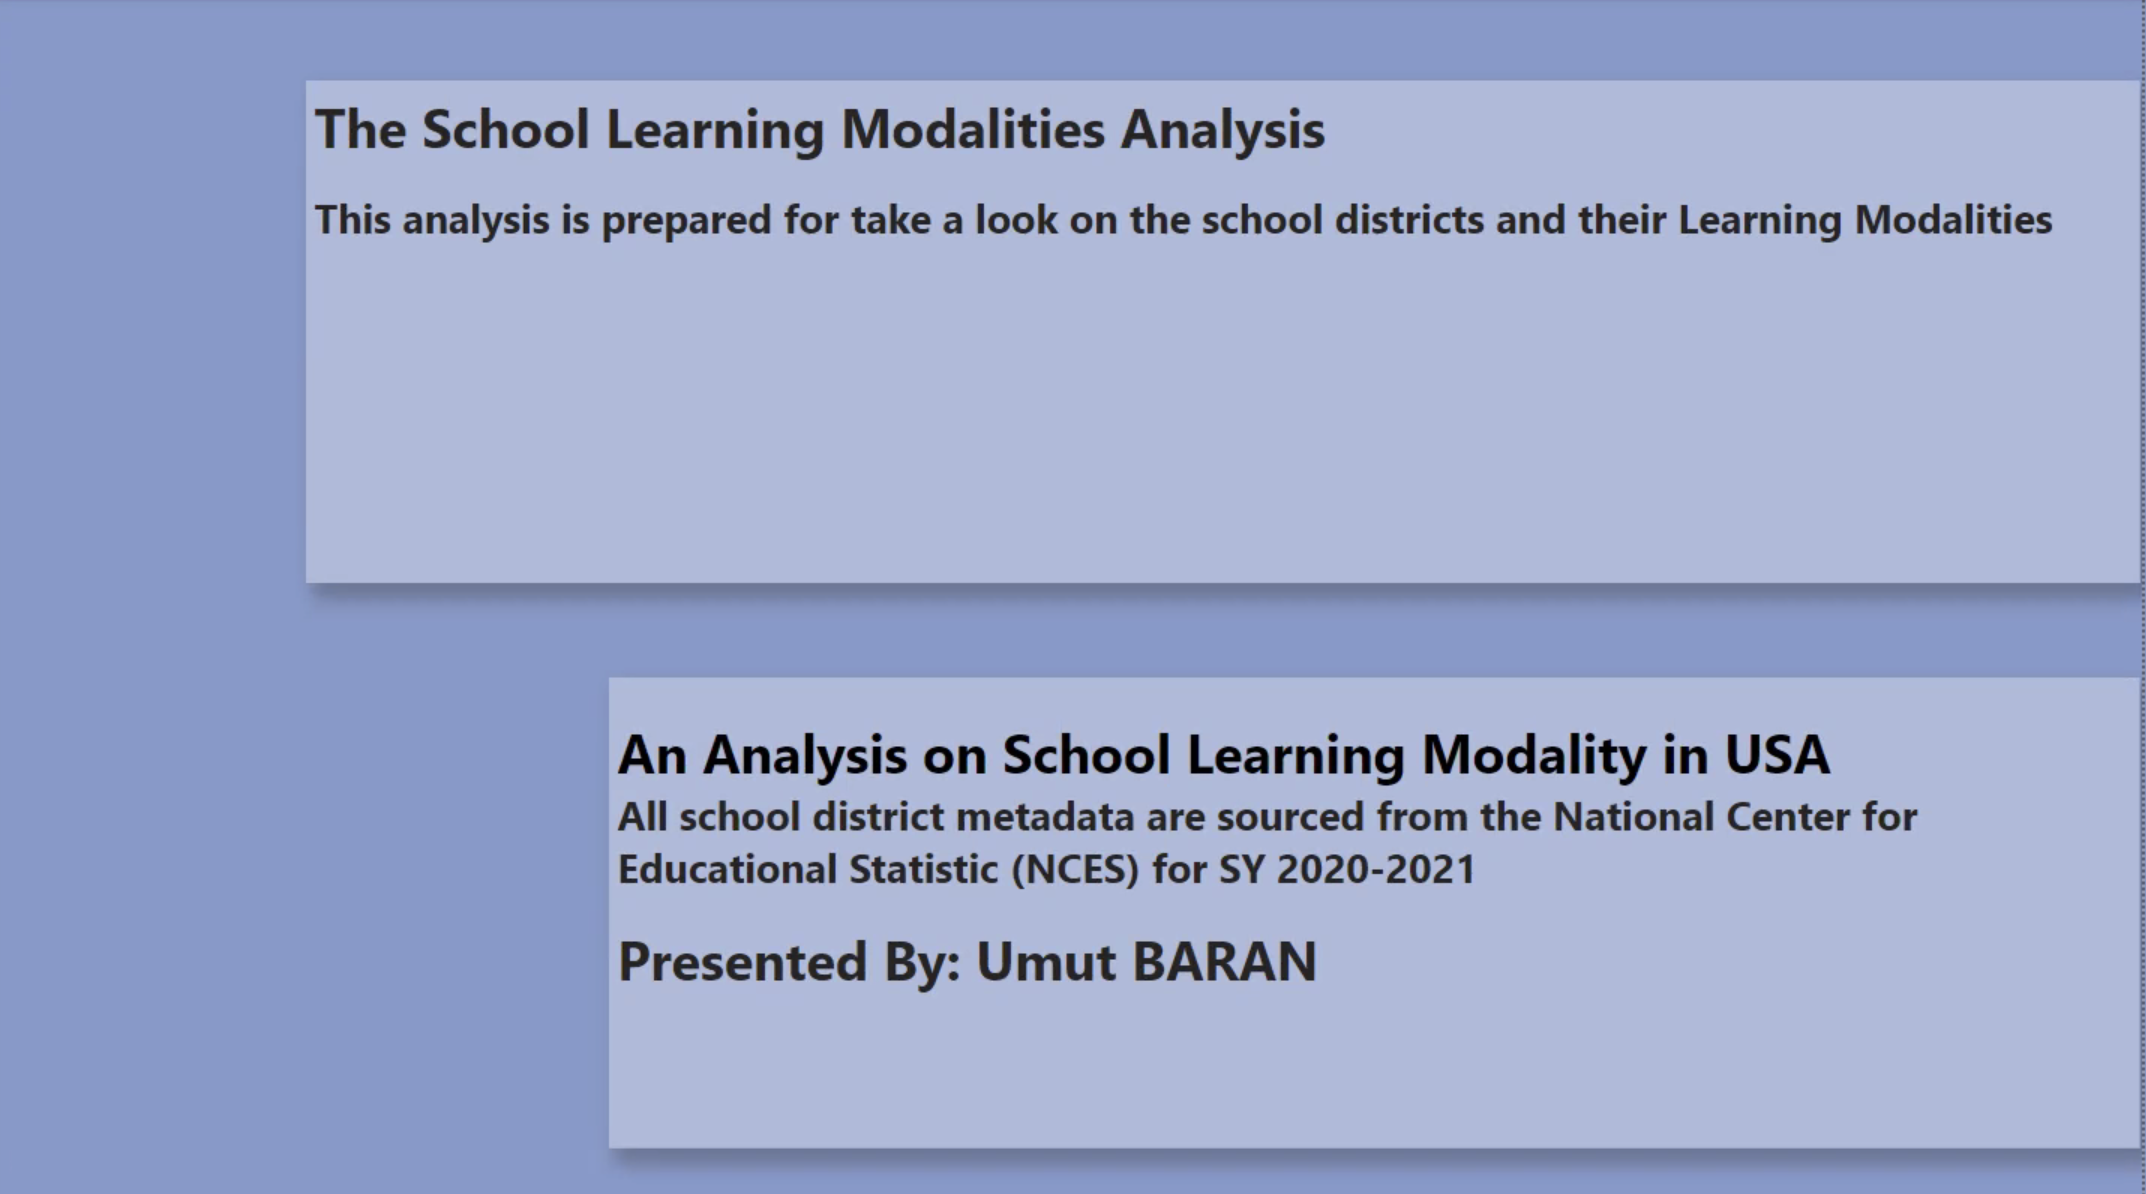 The School Learning Modalities Analysis
This analysis is prepared for take a look on the school districts and their Learning Modalities
An Analysis on School Learning Modality in USA
All school district metadata are sourced from the National Center for
Educational Statistic (NCES) for SY 2020-2021
Presented By: Umut BARAN